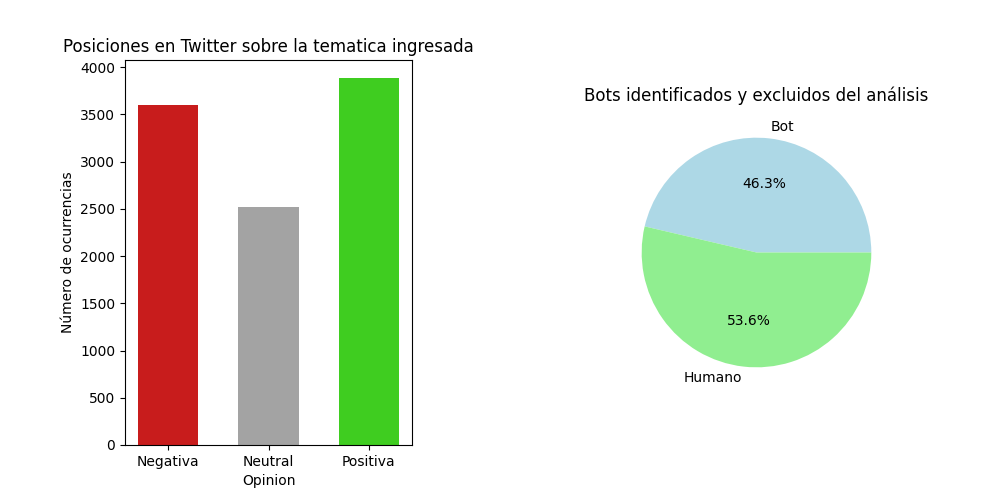 Posiciones en Twitter sobre la tematica ingresada
4000
3500
3000
2500
2000
1500
1000
500
0
Número de ocurrencias
Negativa
Neutral
Positiva
Opinion
Bots identificados y excluidos del análisis
Bot
46.3%
53.6%
Humano